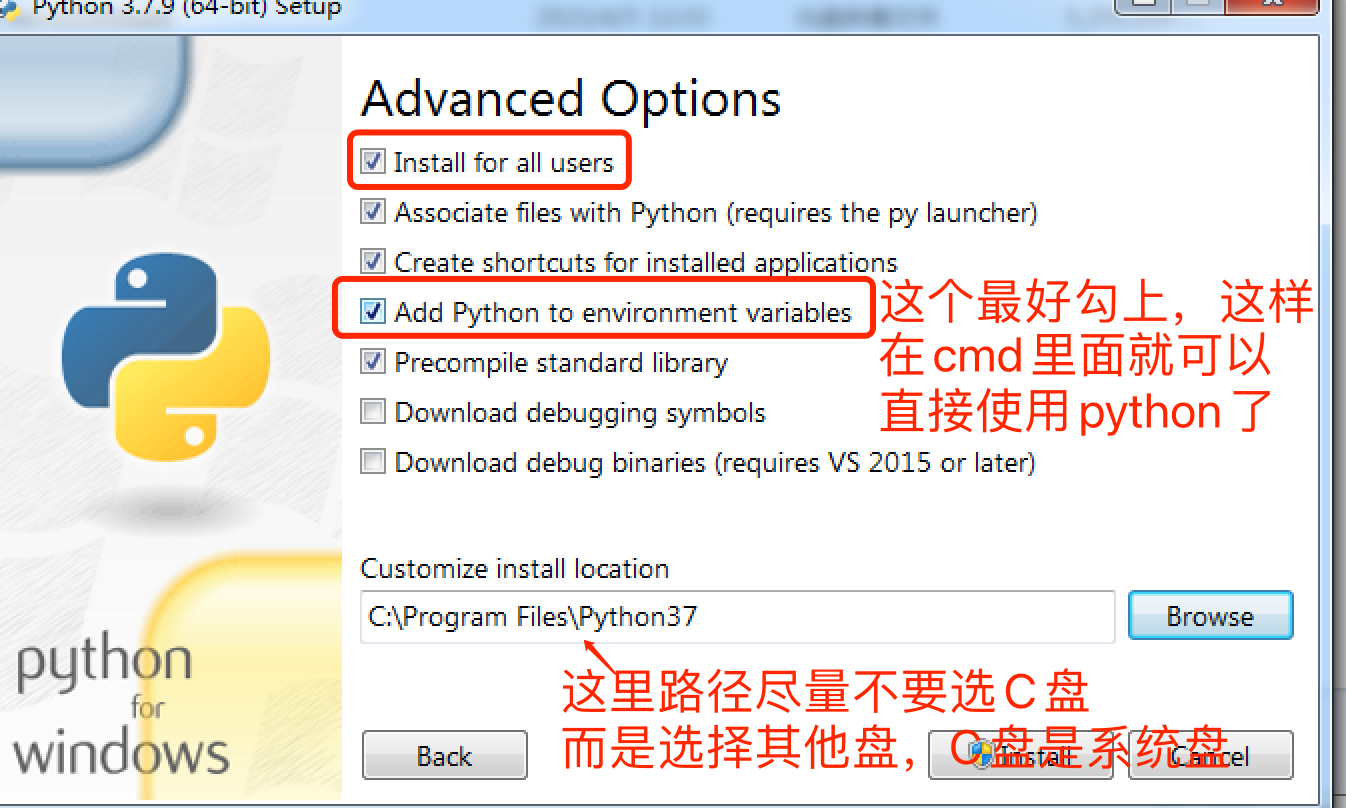 Python 3.7.9 (64-bit) Setup
Advanced Options
Install for all users
Associate files with Python (requires the py launcher)
Create shortcuts for installed applications
Add Python to environment variables
这个最好勾上，这样
在cmd里面就可以
直接使用python了
Precompile standard library
Download debugging symbols
Download debug binaries (requires VS 2015 or later)
Customize install location
C:\Program Files\Python37
Browse
这里路径尽量不要选C盘
而是选择其他盘，C盘是系统盘
Back
Install
Cancel
python
for
windows